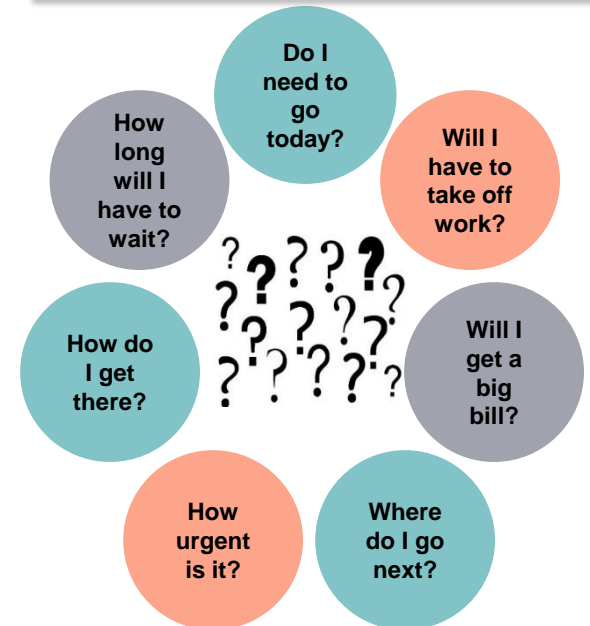 Do I
need to
go
today?
Will I
have to
take off
work?
Will I
get a
big
bill?
Where
do I go
next?
How
urgent
is it?
How do
I get
there?
How
long
will I
have to
wait?
? ? ? ? ?
? ? ? ? ? ?
? ? ? ? ?